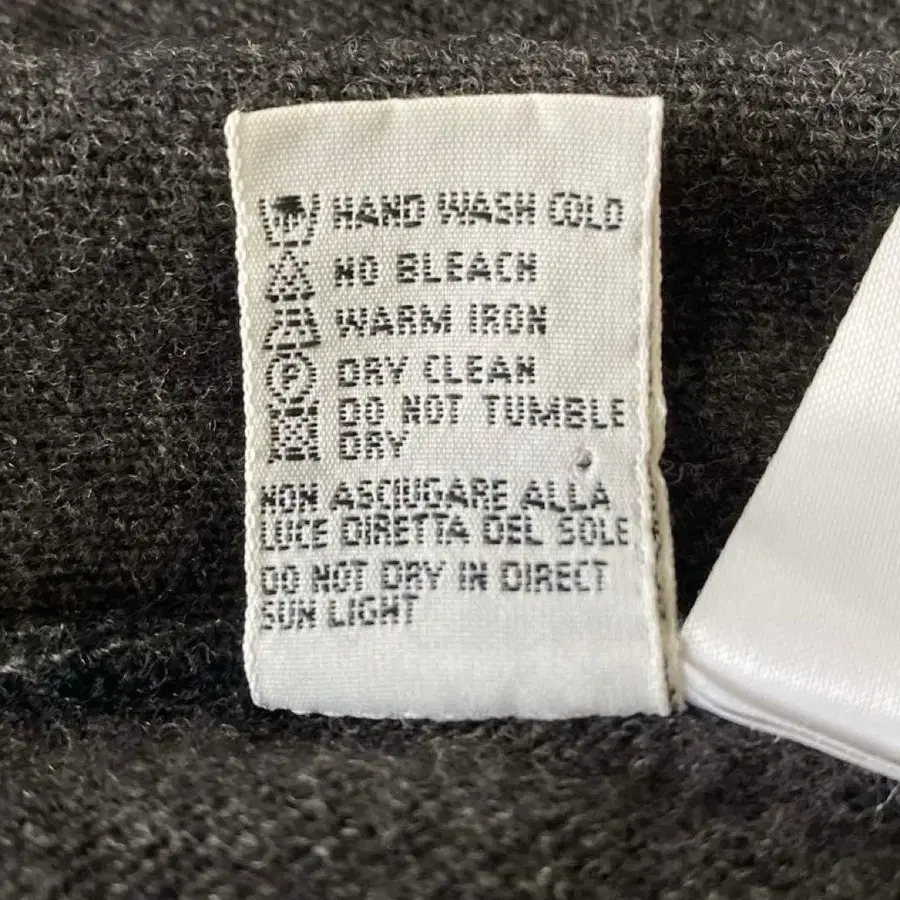 HAND WASH COLD
NO BLEACH
WARM IRON
P DRY CLEAN
DO NOT TUMBLE
DRY
NON ASCIUGARE ALLA
LUCE DIRETTA DEL SOLE
DO NOT DRY IN DIRECT
SUN LIGHT